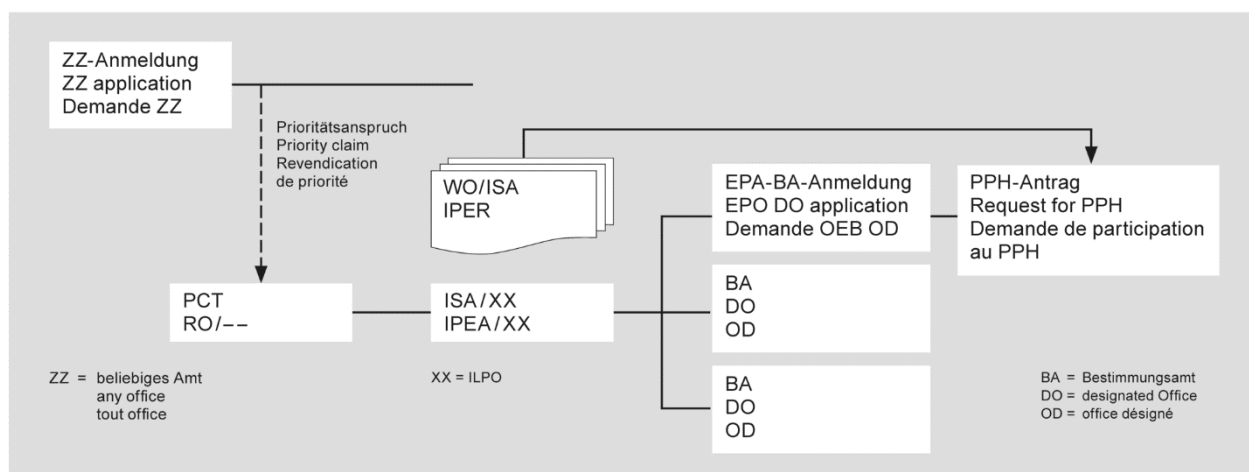 ZZ-Anmeldung
ZZ application
Demande ZZ
Prioritätsanspruch
Priority claim
Revendication
de priorité
WO/ISA
IPER
EPA-BA-Anmeldung
EPO DO application
Demande OEB OD
PPH-Antrag
Request for PPH
Demande de participation
au PPH
PCT
RO/--
ISA/XX
IPEA/XX
BA
DO
OD
BA
DO
OD
ZZ = beliebiges Amt
any office
tout office
XX = ILPO
BA = Bestimmungsamt
DO = designated Office
OD = office désigné